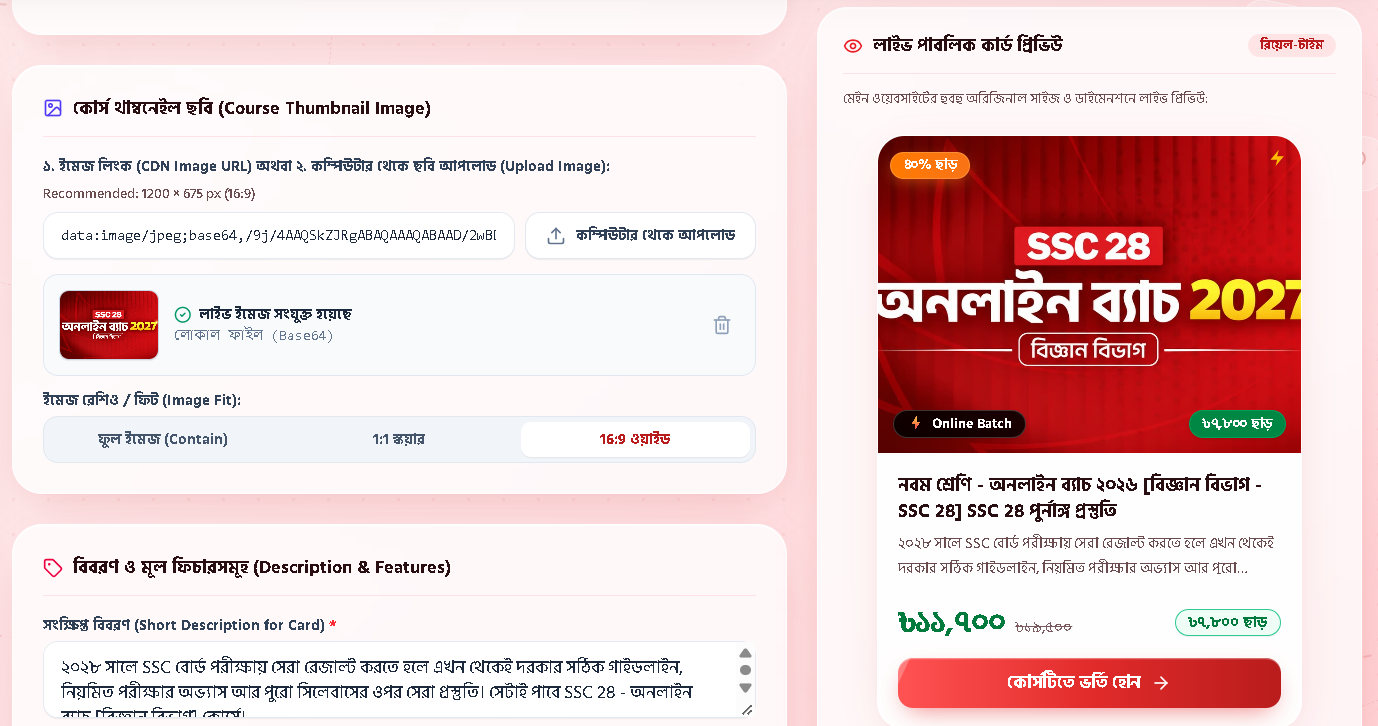 কোর্স থাম্বনেইল ছবি (Course Thumbnail Image)
১. ইমেজ লিংক (CDN Image URL) অথবা ২. কম্পিউটার থেকে ছবি আপলোড (Upload Image):
Recommended: 1200 × 675 px (16:9)
data:image/jpeg;base64,/9j/4AAQSkZJRgABAQAAAQABAAD/2wBD
কম্পিউটার থেকে আপলোড
SSC 28
অনলাইন ব্যাচ 2027
লাইভ ইমেজ সংযুক্ত হয়েছে
লোকাল ফাইল (Base64)
ইমেজ রেশিও / ফিট (Image Fit):
ফুল ইমেজ (Contain)
1:1 স্কয়ার
16:9 ওয়াইড
বিবরণ ও মূল ফিচারসমূহ (Description & Features)
সংক্ষিপ্ত বিবরণ (Short Description for Card) *
২০২৮ সালে SSC বোর্ড পরীক্ষায় সেরা রেজাল্ট করতে হলে এখন থেকেই দরকার সঠিক গাইডলাইন,
নিয়মিত পরীক্ষার অভ্যাস আর পুরো সিলেবাসের ওপর সেরা প্রস্তুতি। সেটাই পাবে SSC 28 - অনলাইন
ব্যাচ [বিজ্ঞান বিভাগ] কোর্সে।
লাইভ পাবলিক কার্ড প্রিভিউ
রিয়েল-টাইম
মেইন ওয়েবসাইটের হুবহু অরিজিনাল সাইজ ও ডাইমেনশনে লাইভ প্রিভিউ:
৪০% ছাড়
SSC 28
অনলাইন ব্যাচ 2027
বিজ্ঞান বিভাগ
Online Batch
৳৭,৮০০ ছাড়
নবম শ্রেণি - অনলাইন ব্যাচ ২০২৬ [বিজ্ঞান বিভাগ -
SSC 28] SSC 28 পূর্নাঙ্গ প্রস্তুতি
২০২৮ সালে SSC বোর্ড পরীক্ষায় সেরা রেজাল্ট করতে হলে এখন থেকেই
দরকার সঠিক গাইডলাইন, নিয়মিত পরীক্ষার অভ্যাস আর পুরো...
৳১১,৭০০ ৳১৯,৫০০
৳৭,৮০০ ছাড়
কোর্সটিতে ভর্তি হোন